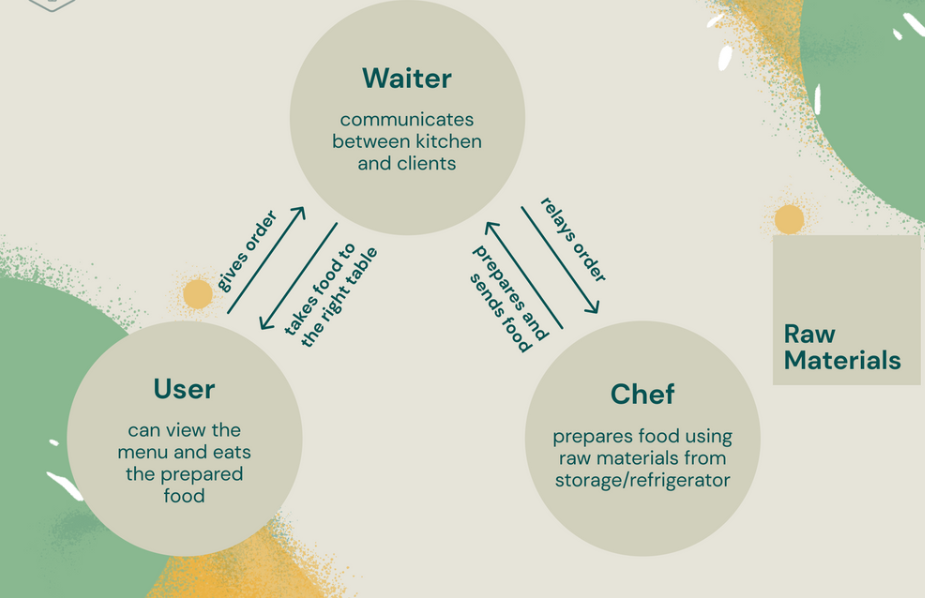 Waiter
communicates
between kitchen
and clients
gives order
takes food to
the right table
relays order
prepares and
sends food
Raw
Materials
User
can view the
menu and eats
the prepared
food
Chef
prepares food using
raw materials from
storage/refrigerator